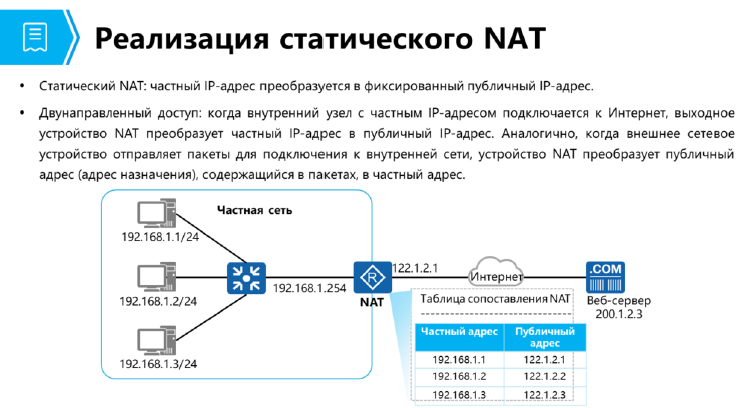 Реализация статического NAT
• Статический NAT: частный IP-адрес преобразуется в фиксированный публичный IP-адрес.
• Двунаправленный доступ: когда внутренний узел с частным IP-адресом подключается к Интернет, выходное
устройство NAT преобразует частный IP-адрес в публичный IP-адрес. Аналогично, когда внешнее сетевое
устройство отправляет пакеты для подключения к внутренней сети, устройство NAT преобразует публичный
адрес (адрес назначения), содержащийся в пакетах, в частный адрес.
Частная сеть
192.168.1.1/24
192.168.1.2/24
192.168.1.3/24
192.168.1.254
R
NAT
122.1.2.1
Интернет
.COM
Веб-сервер
200.1.2.3
Таблица сопоставления NAT
Частный адрес Публичный
адрес
192.168.1.1 122.1.2.1
192.168.1.2 122.1.2.2
192.168.1.3 122.1.2.3